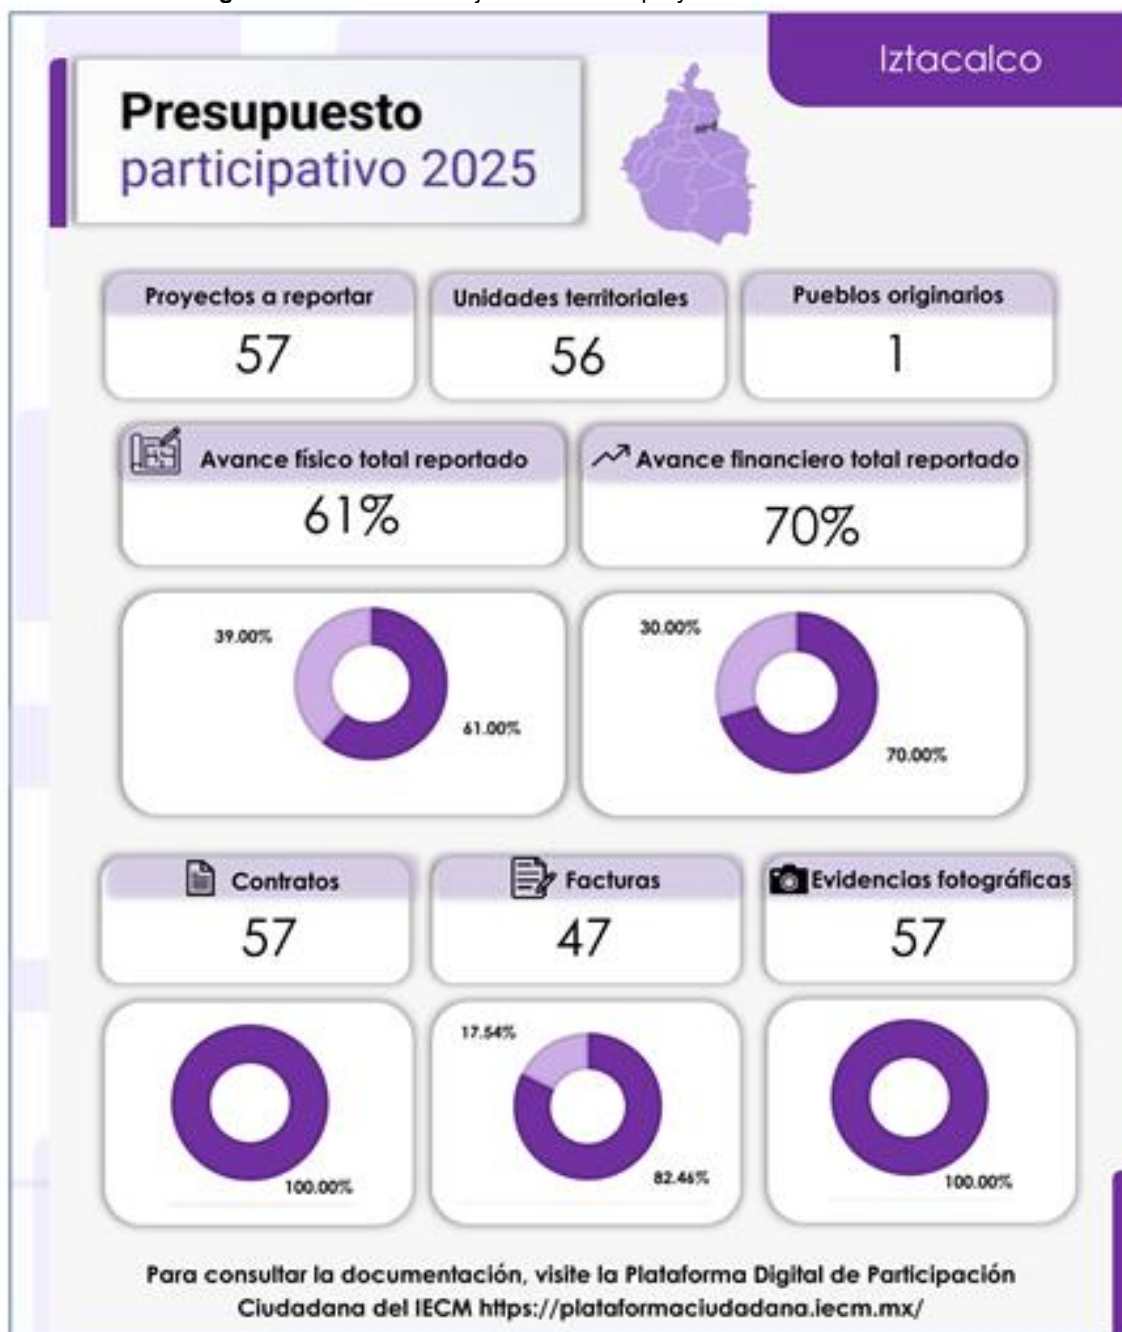 Iztacalco
Presupuesto
participativo 2025
Proyectos a reportar
57
Unidades territoriales
56
Pueblos originarios
1
Avance físico total reportado
61%
Avance financiero total reportado
70%
39.00%
61.00%
30.00%
70.00%
Contratos
57
Facturas
47
Evidencias fotográficas
57
100.00%
17.54%
82.46%
100.00%
Para consultar la documentación, visite la Plataforma Digital de Participación
Ciudadana del IECM https://plataformaciudadana.iecm.mx/